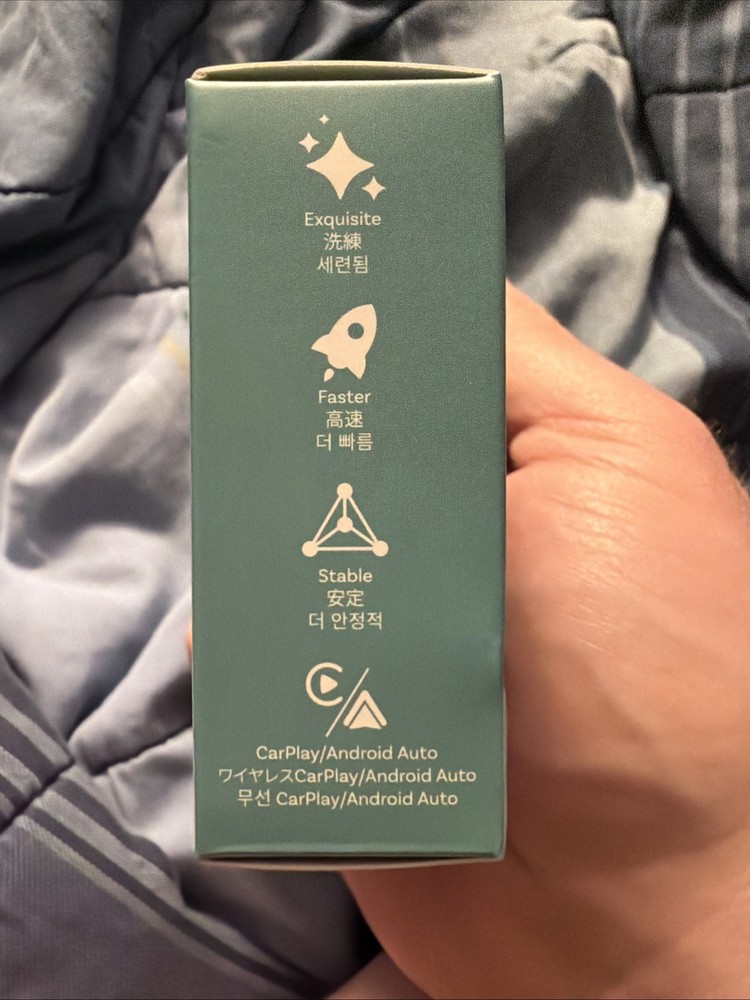 Exquisite
洗練
세련됨
Faster
高速
더 빠름
Stable
安定
더 안정적
CarPlay/Android Auto
ワイヤレスCarPlay/Android Auto
무선 CarPlay/Android Auto